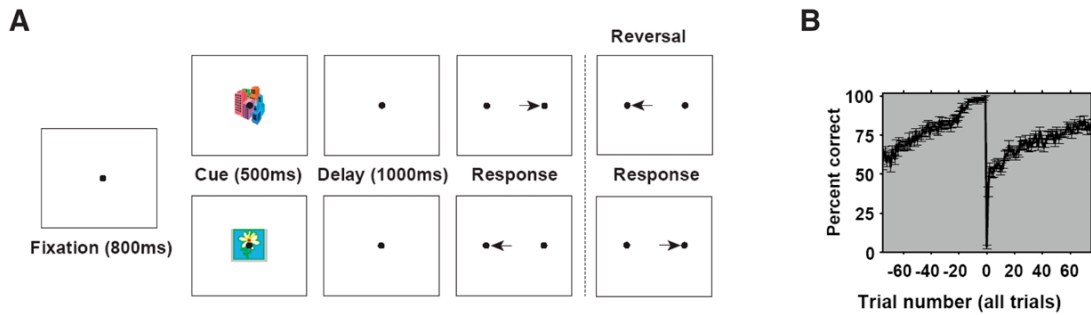 A
B
Reversal
Cue (500ms)
Delay (1000ms)
Response
Response
Fixation (800ms)
Percent correct
100
75
50
25
0
-60 -40 -20 0 20 40 60
Trial number (all trials)